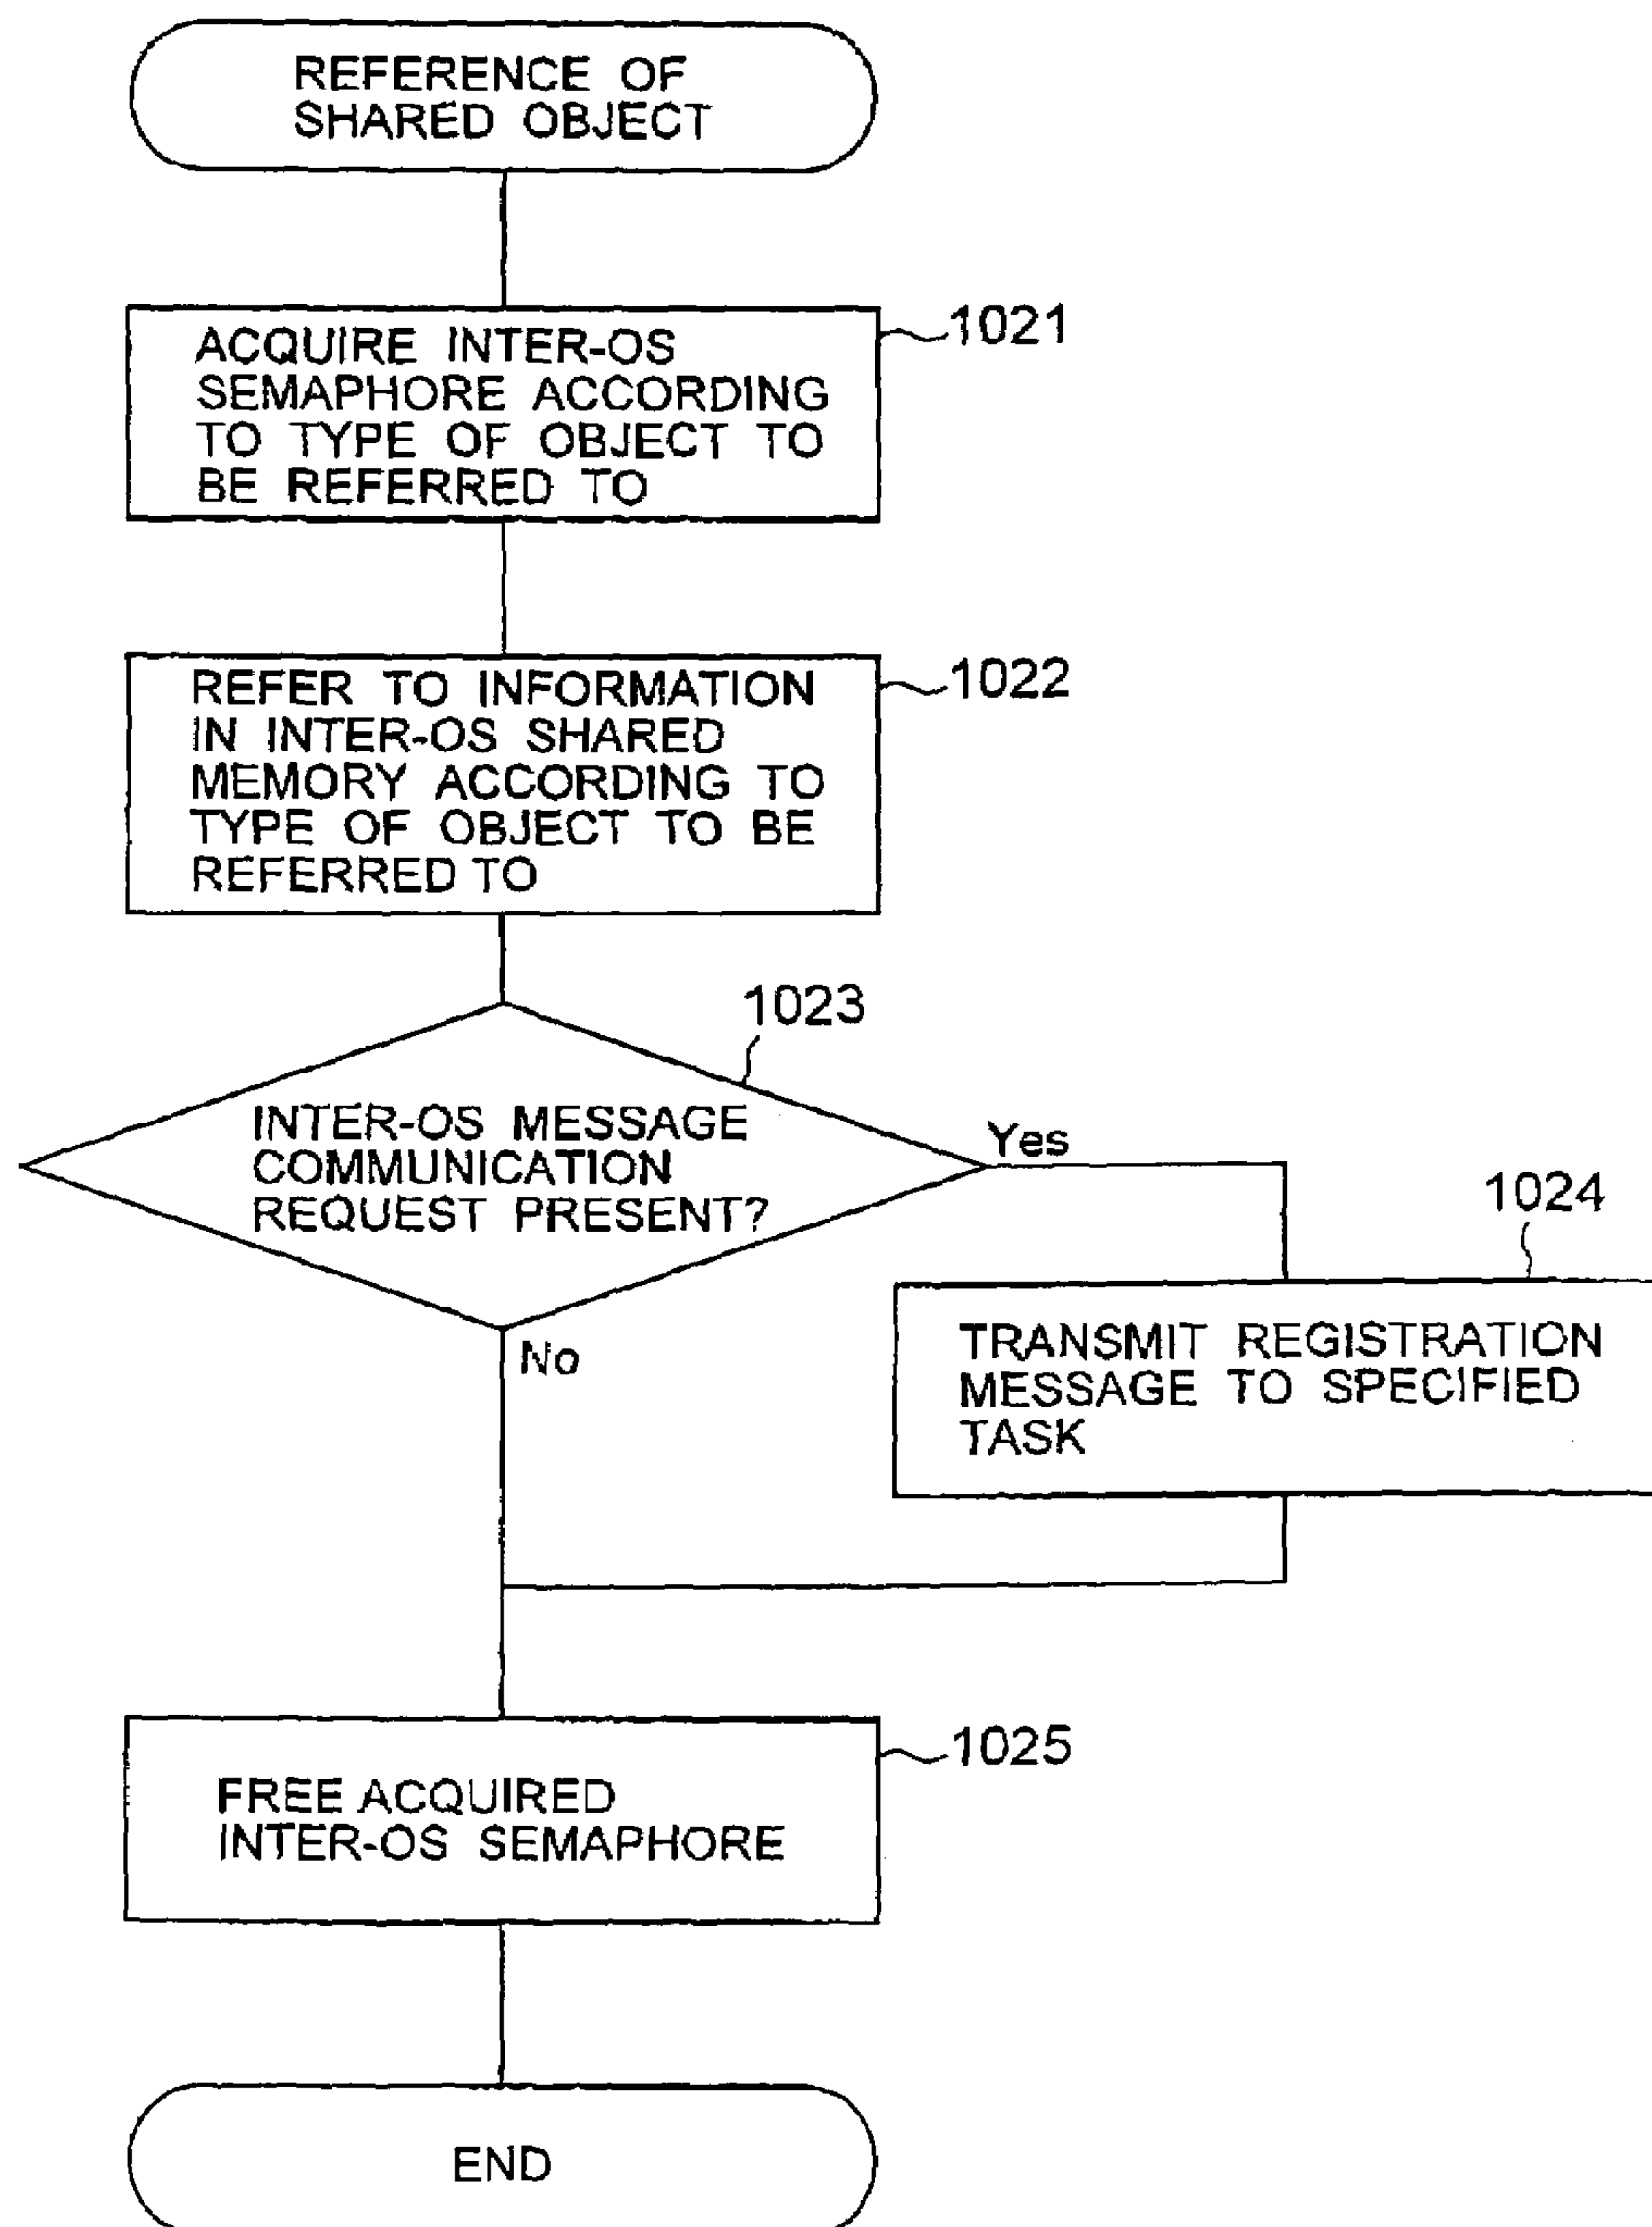 REFERENCE OF
SHARED OBJECT
1021
ACQUIRE INTER-OS
SEMAPHORE ACCORDING
TO TYPE OF OBJECT TO
BE REFERRED TO
1022
REFER TO INFORMATION
IN INTER-OS SHARED
MEMORY ACCORDING TO
TYPE OF OBJECT TO BE
REFERRED TO
1023
INTER-OS MESSAGE
COMMUNICATION
REQUEST PRESENT?
Yes
No
1024
TRANSMIT REGISTRATION
MESSAGE TO SPECIFIED
TASK
1025
FREE ACQUIRED
INTER-OS SEMAPHORE
END